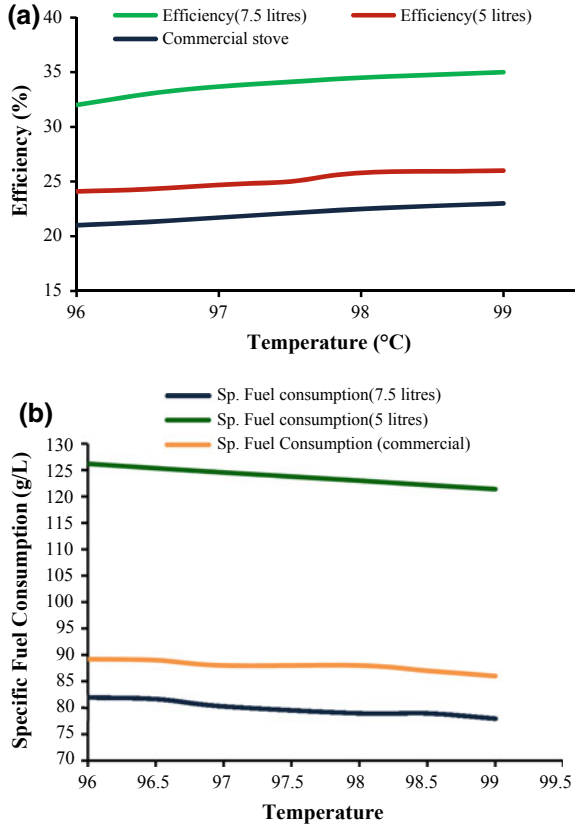 (a)
Efficiency(7.5 litres) Efficiency(5 litres)
Commercial stove
40
35
30
25
20
15
Efficiency (%)
96 97 98 99
Temperature (°C)
(b)
Sp. Fuel consumption(7.5 litres)
Sp. Fuel consumption(5 litres)
Sp. Fuel Consumption (commercial)
130
125
120
115
110
105
100
95
90
85
80
75
70
Specific Fuel Consumption (g/L)
96 96.5 97 97.5 98 98.5 99 99.5
Temperature